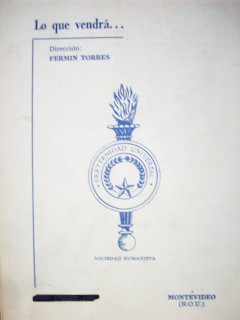 Lo que vendrá...
Dirección:
FERMIN TORRES
FRATERNIDAD UNIVERSAL
SOCIEDAD HUMANISTA
MONTEVIDEO
(R.O.U.)